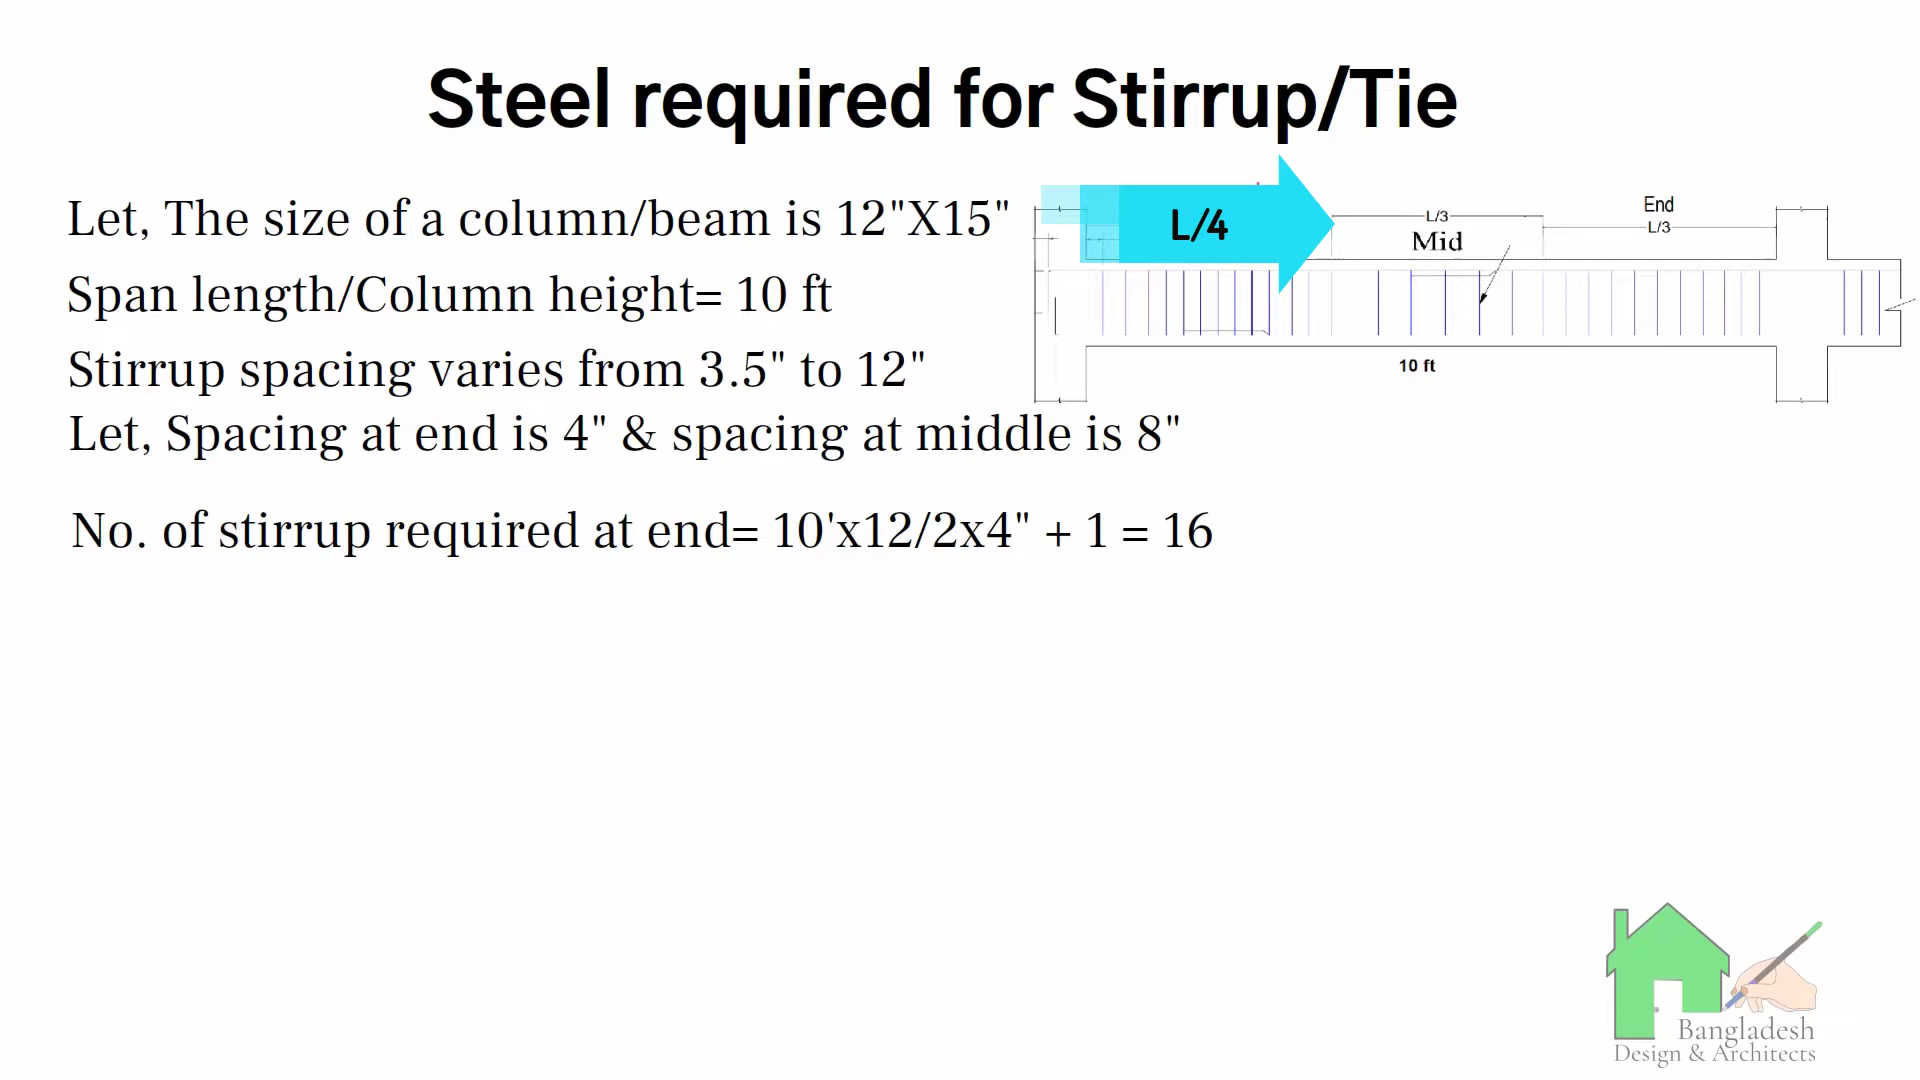 Steel required for Stirrup/Tie
Let, The size of a column/beam is 12"X15"
L/4
L/3
Mid
End
L/3
Span length/Column height= 10 ft
Stirrup spacing varies from 3.5" to 12"
10 ft
Let, Spacing at end is 4" & spacing at middle is 8"
No. of stirrup required at end= 10'x12/2x4" + 1 = 16
Bangladesh
Design & Architects